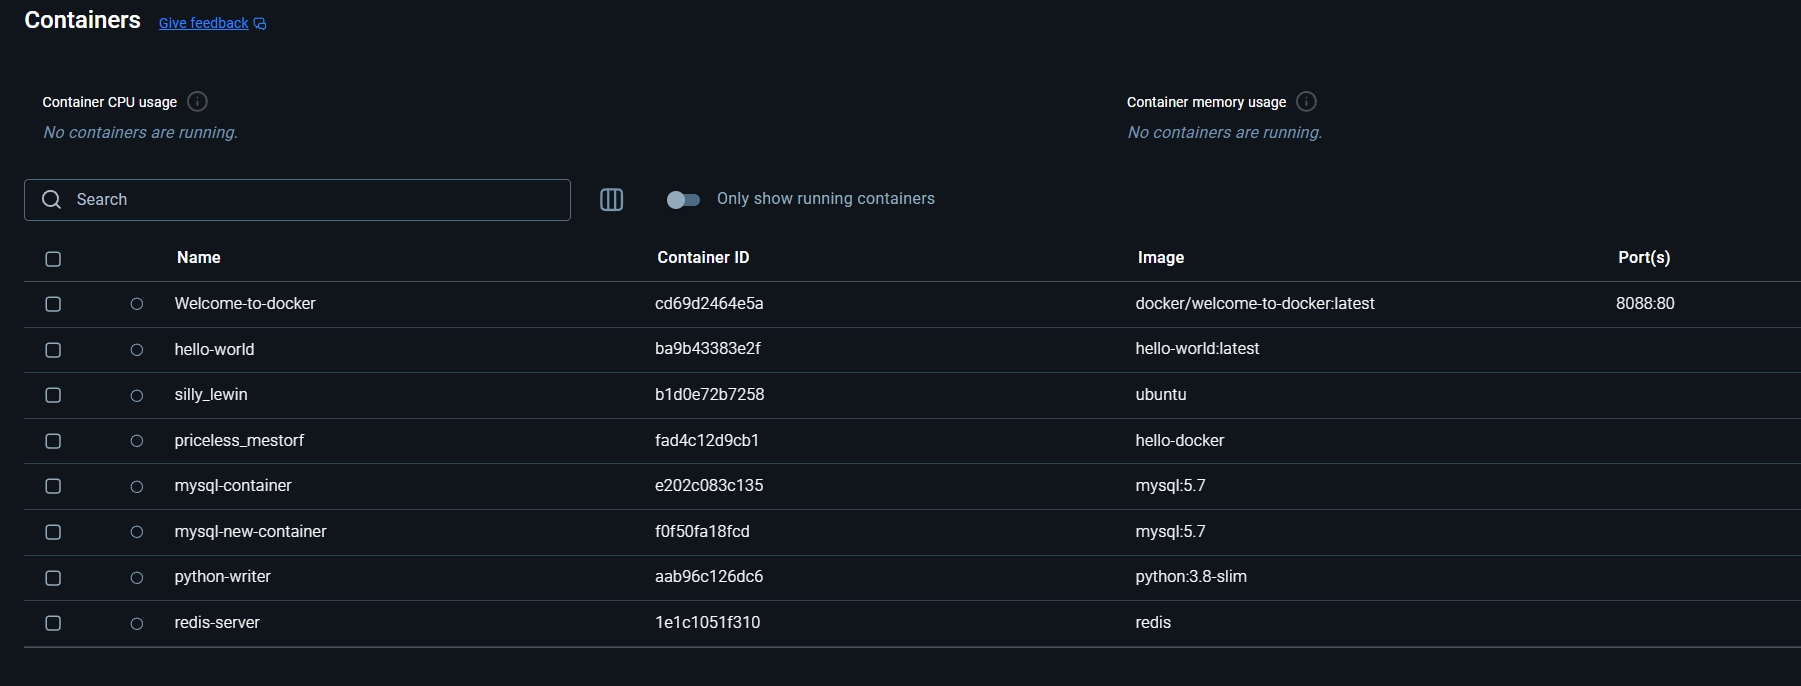 Containers Give feedback
Container CPU usage Container memory usage
No containers are running. No containers are running.
Search Only show running containers
Name Container ID Image Port(s)
Welcome-to-docker cd69d2464e5a docker/welcome-to-docker:latest 8088:80
hello-world ba9b43383e2f hello-world:latest
silly_lewin b1d0e72b7258 ubuntu
priceless_mestorf fad4c12d9cb1 hello-docker
mysql-container e202c083c135 mysql:5.7
mysql-new-container f0f50fa18fcd mysql:5.7
python-writer aab96c126dc6 python:3.8-slim
redis-server 1e1c1051f310 redis